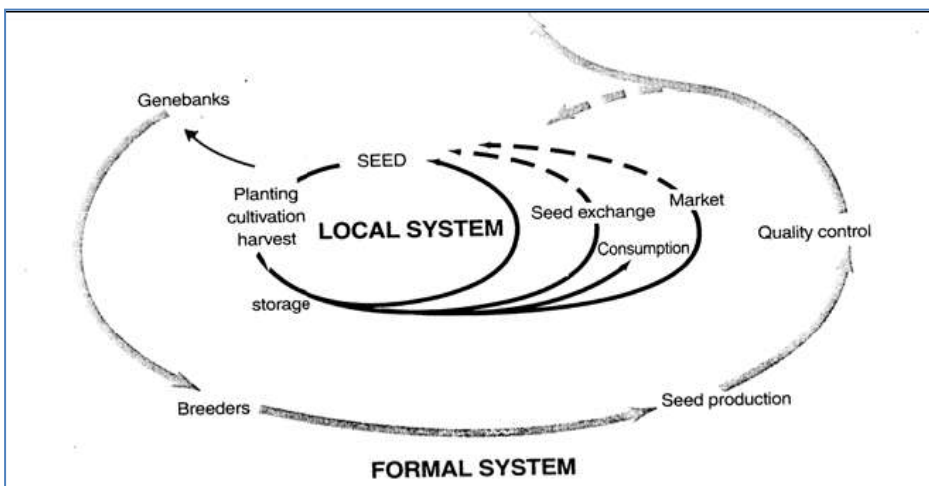 Genebanks
SEED
Planting
cultivation
harvest
LOCAL SYSTEM
Seed exchange
Market
Consumption
Quality control
storage
Breeders
Seed production
FORMAL SYSTEM